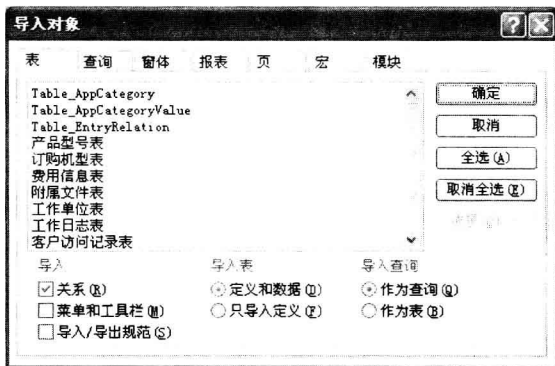 导入对象
表 查询 窗体 报表 页 宏 模块
Table_AppCategory
Table_AppCategoryValue
Table_EntryRelation
产品型号表
订购机型表
费用信息表
附属文件表
工作单位表
工作日志表
客户访问记录表
确定
取消
全选(A)
取消全选(E)
导入 导入表 导入查询
关系(R) 定义和数据(D) 作为查询(Q)
菜单和工具栏(M) 只导入定义(F) 作为表(B)
导入/导出规范(S)